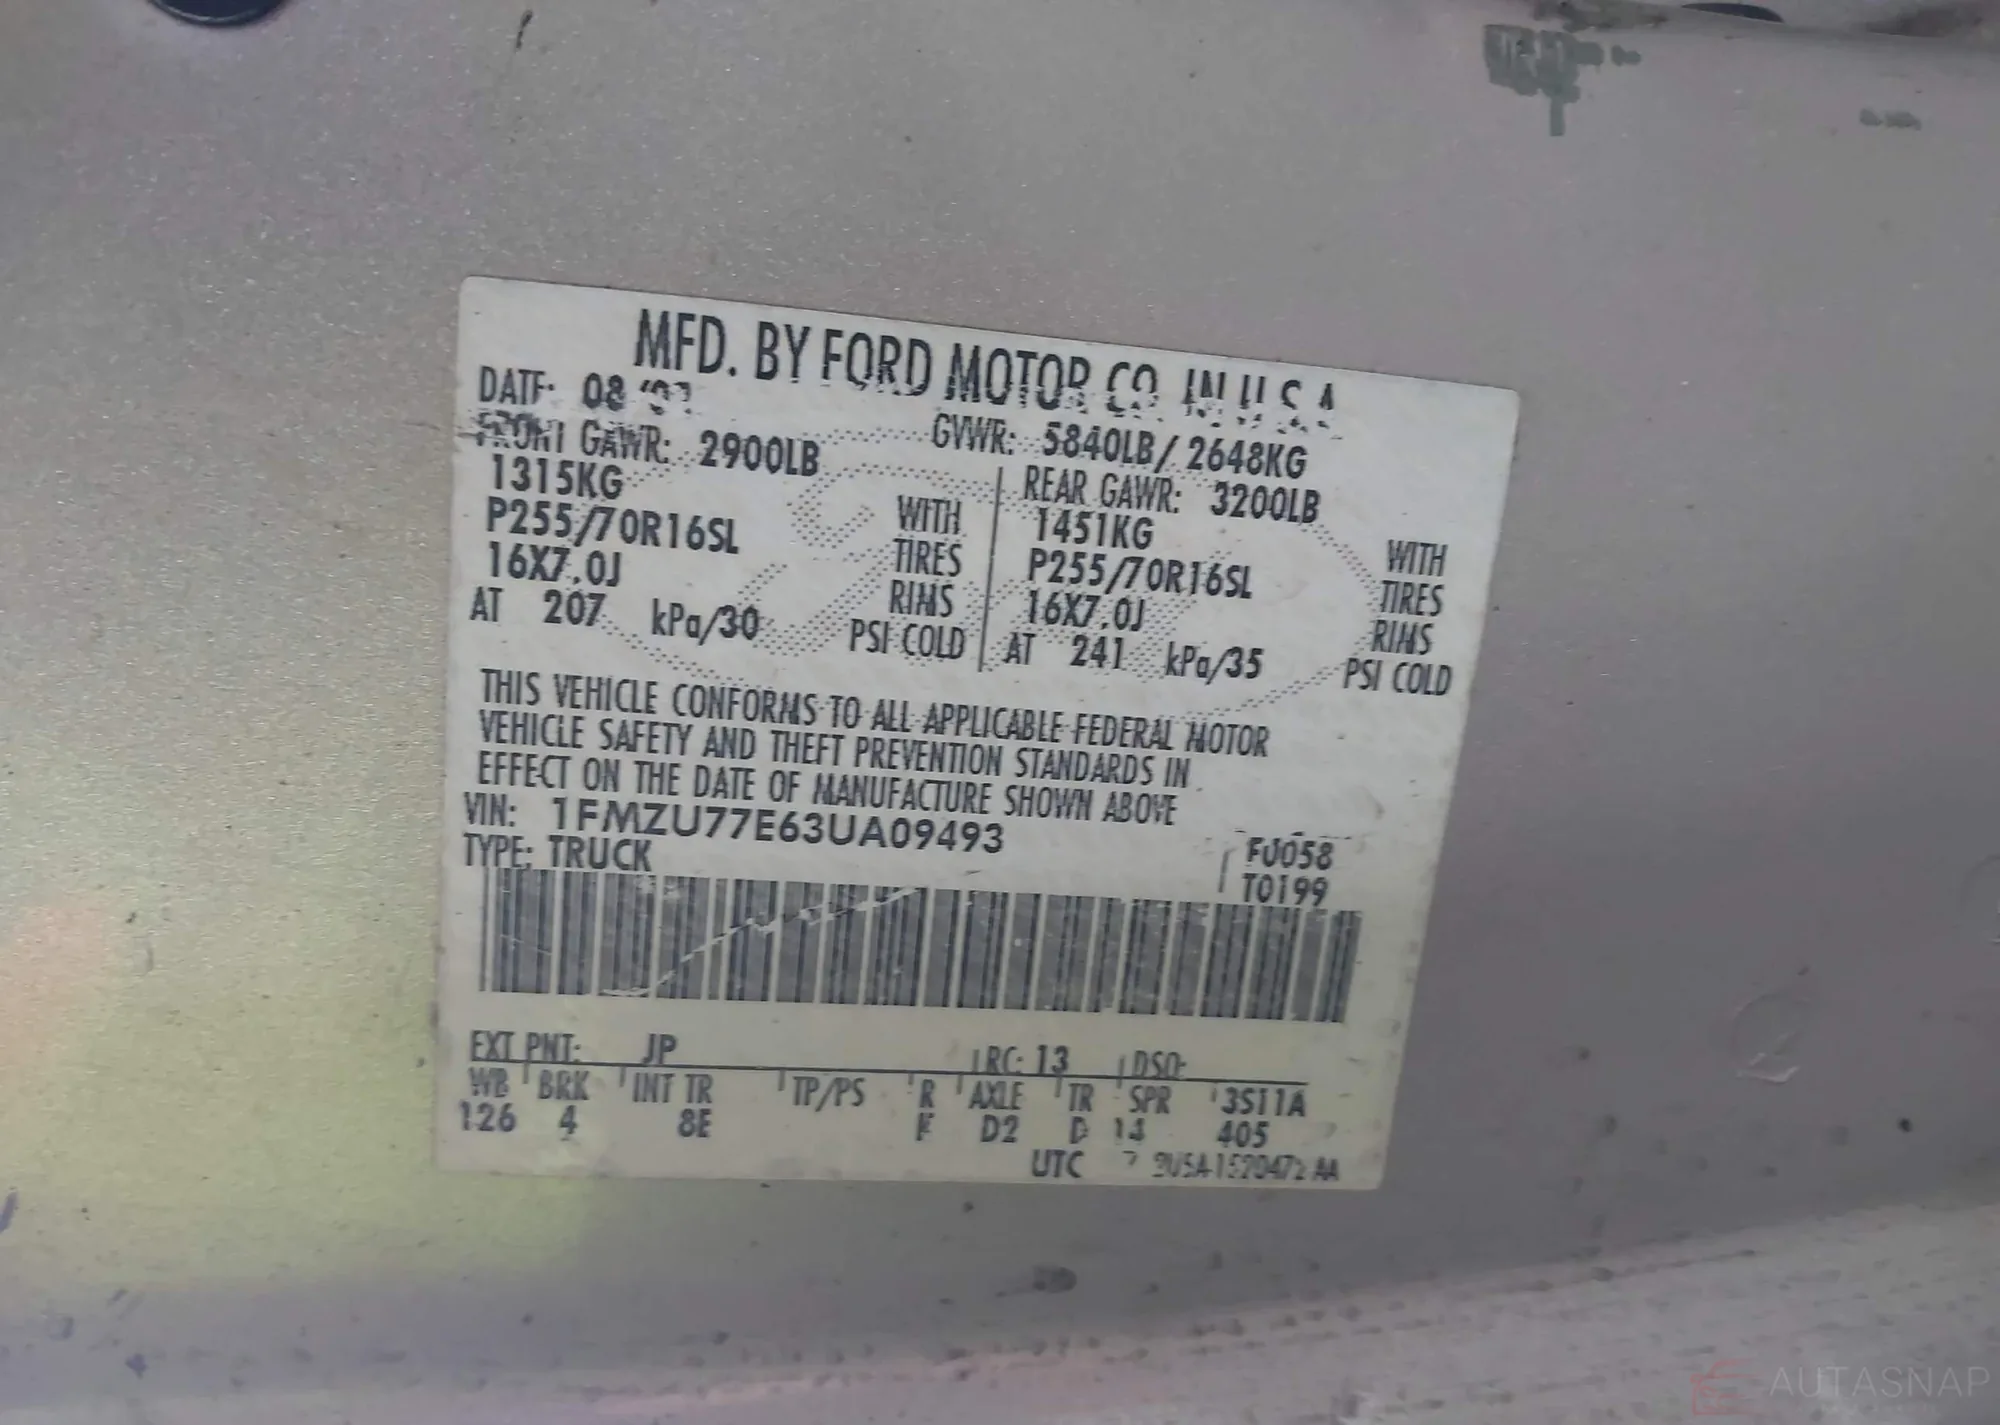 MFD. BY FORD MOTOR CO. IN U.S.A.
DATE: 08
GVWR: 5840LB / 2648KG
FRONT GAWR: 2900LB
REAR GAWR: 3200LB
1315KG WITH
1451KG WITH
P255/70R16SL TIRES
P255/70R16SL TIRES
16X7.0J RIMS
16X7.0J RIMS
AT 207 kPa/30 PSI COLD
AT 241 kPa/35 PSI COLD
THIS VEHICLE CONFORMS TO ALL APPLICABLE FEDERAL MOTOR
VEHICLE SAFETY AND THEFT PREVENTION STANDARDS IN
EFFECT ON THE DATE OF MANUFACTURE SHOWN ABOVE
VIN: 1FMZU77E63UA09493
TYPE: TRUCK
F0058
T0199
EXT PNT: JP RC: 13 DSO:
WB BRK INT TR TP/PS R AXLE TR SPR 3S11A
126 4 8E F D2 D 14 405
UTC
AUTASNAP